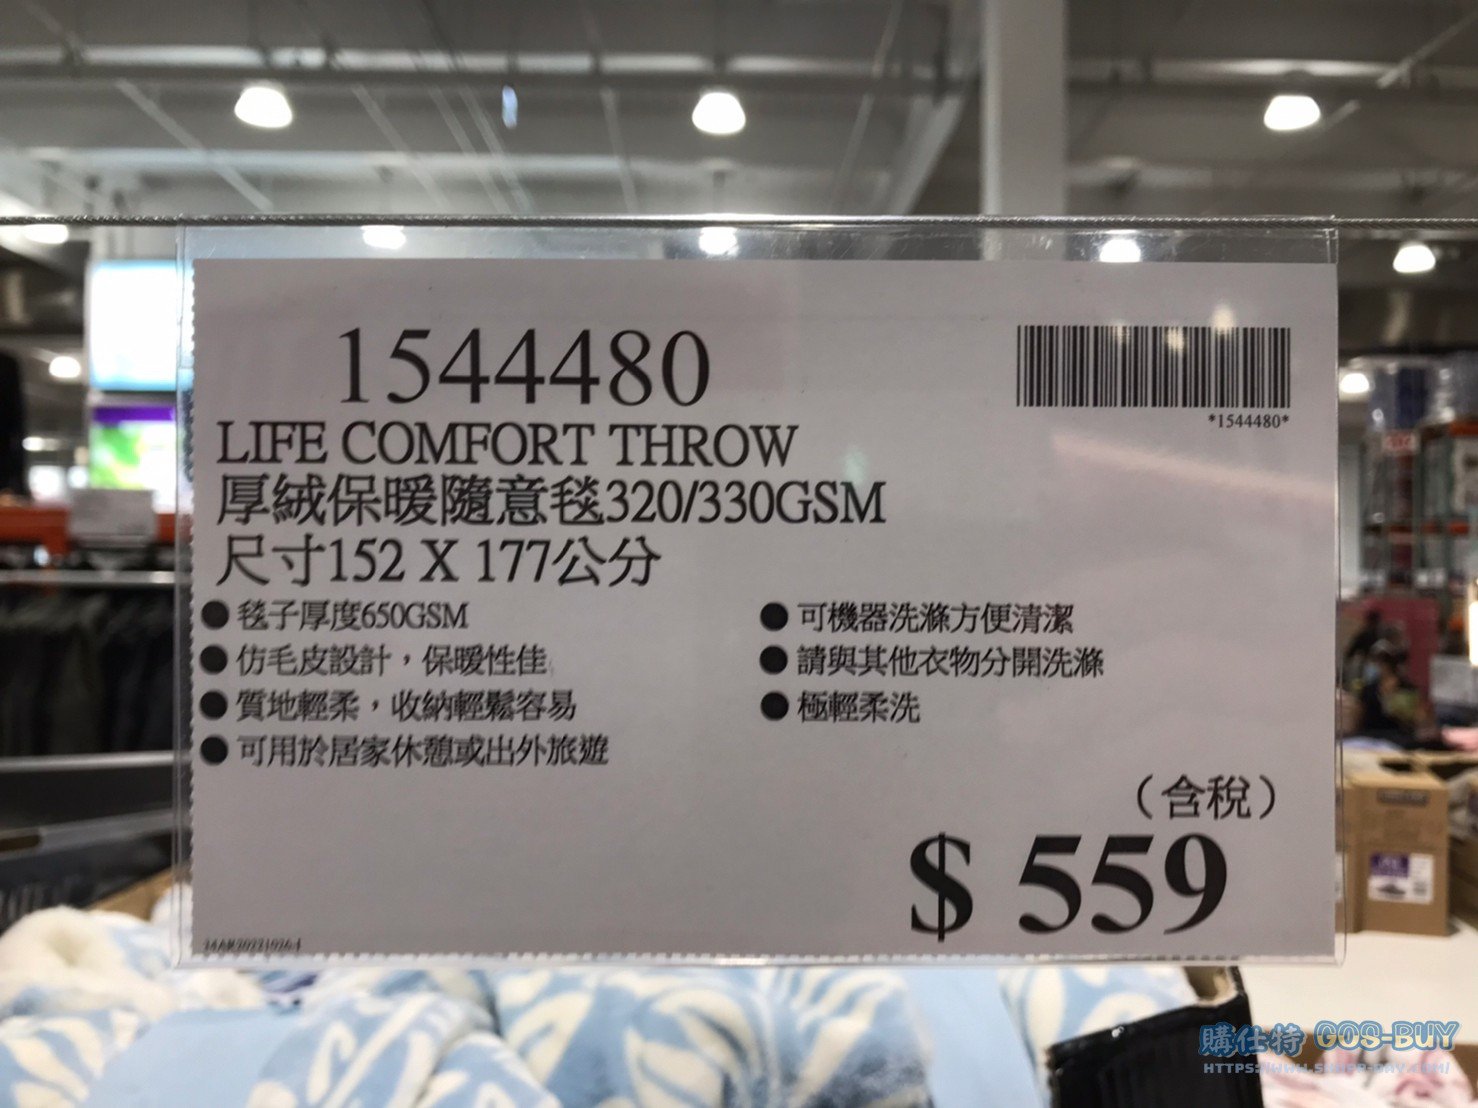 1544480
*1544480*
LIFE COMFORT THROW
厚絨保暖隨意毯320/330GSM
尺寸152 X 177公分
● 毯子厚度650GSM
● 仿毛皮設計，保暖性佳
● 質地輕柔，收納輕鬆容易
● 可用於居家休憩或出外旅遊
● 可機器洗滌方便清潔
● 請與其他衣物分開洗滌
● 極輕柔洗
（含稅）
$ 559
購仕特 GOS-BUY